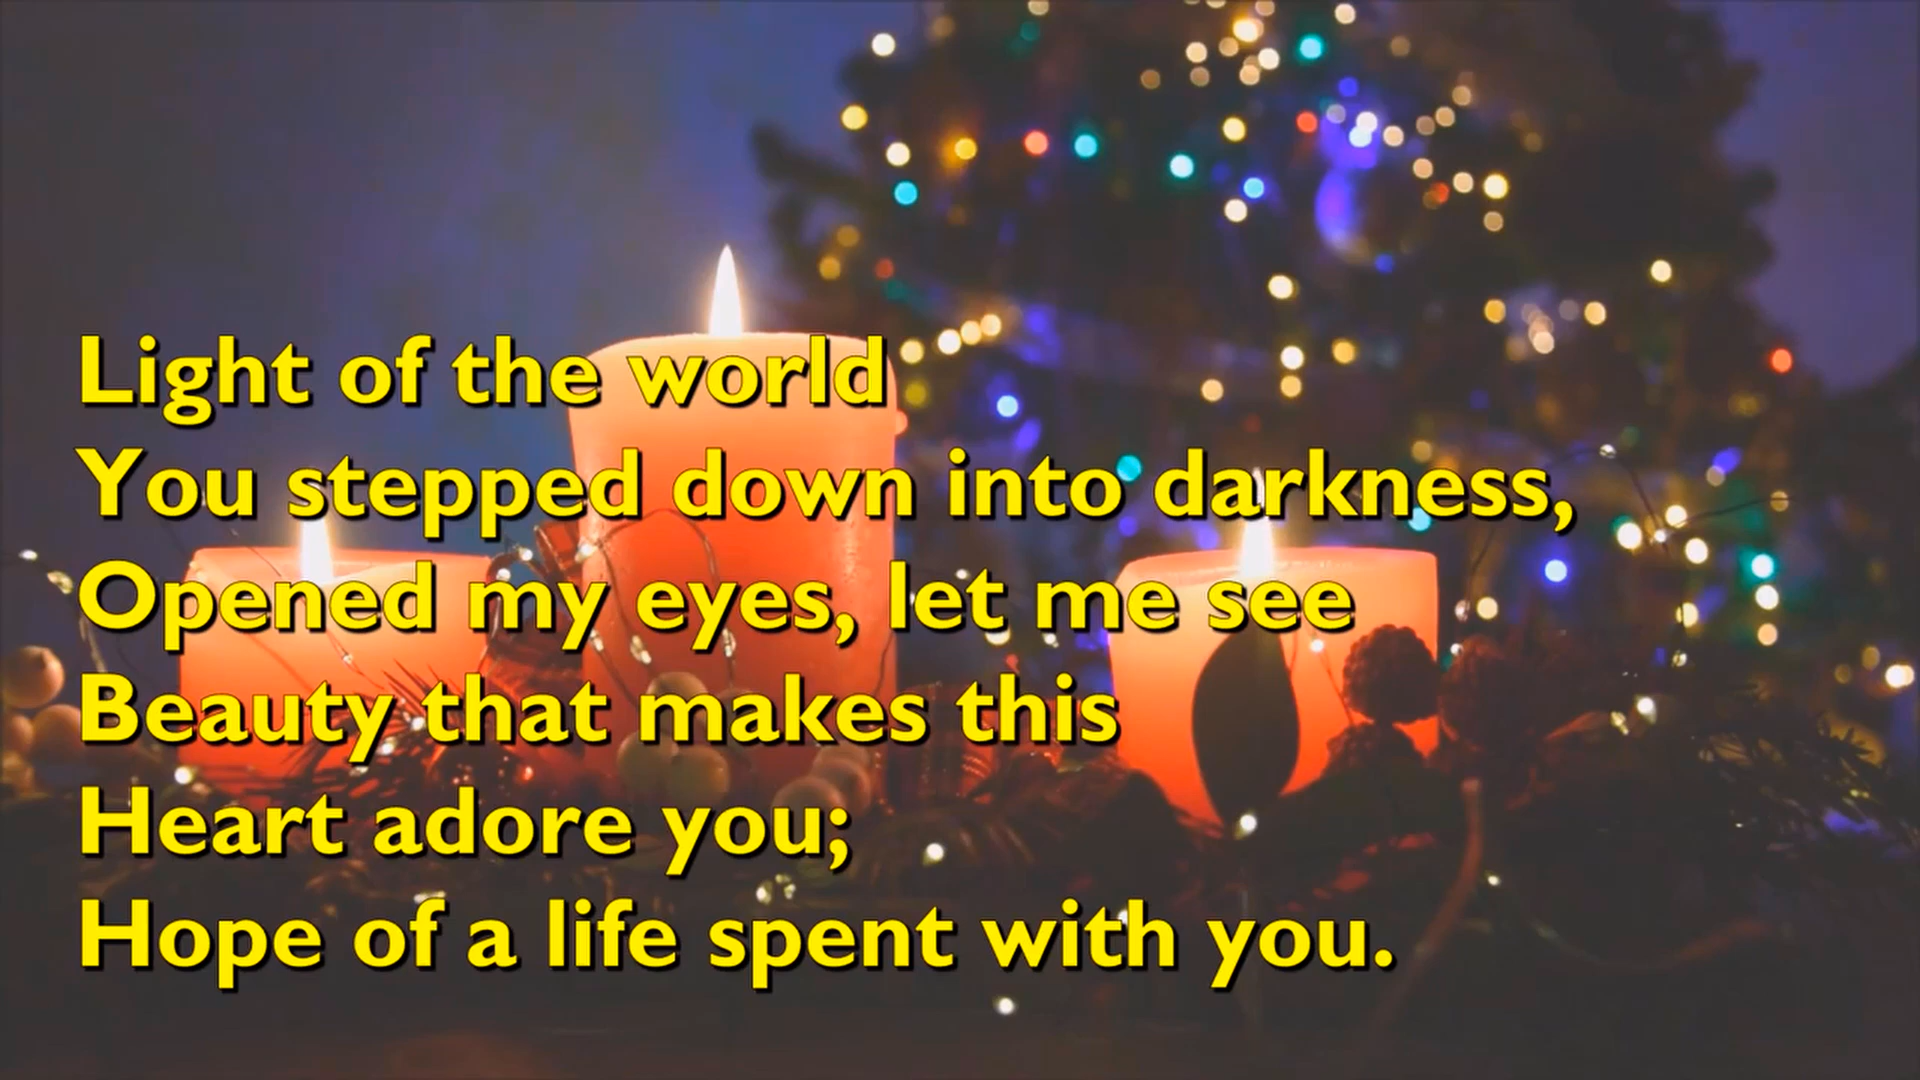 Light of the world
You stepped down into darkness,
Opened my eyes, let me see
Beauty that makes this
Heart adore you;
Hope of a life spent with you.